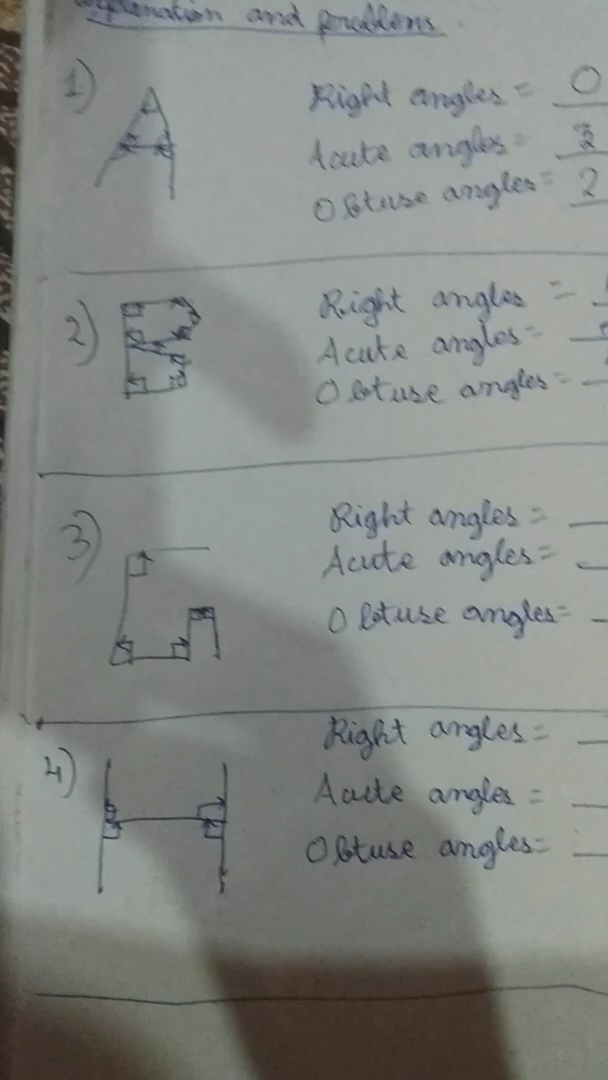 explanation and problems
1) A Right angles = 0
Acute angles = 3
Obtuse angles = 2
2) B Right angles =
Acute angles =
Obtuse angles =
3) G Right angles =
Acute angles =
Obtuse angles =
4) H Right angles =
Acute angles =
Obtuse angles =